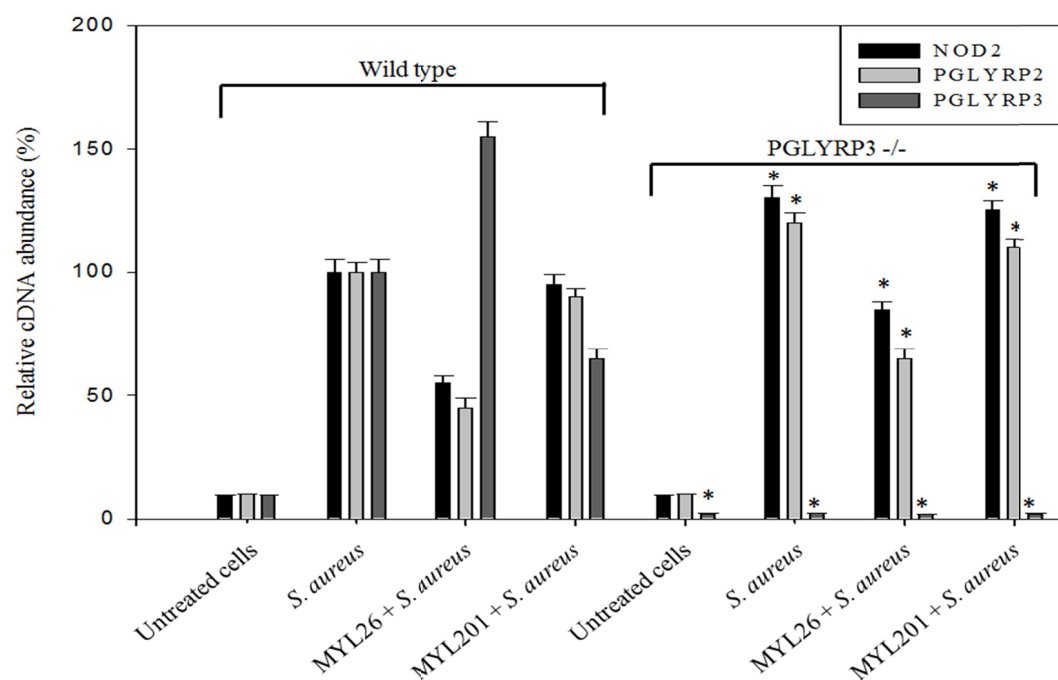 200
150
100
50
0
Relative cDNA abundance (%)
Wild type
PGLYRP3 -/-
NOD2
PGLYRP2
PGLYRP3
* * * * * * * * * *
Untreated cells
S. aureus
MYL26 + S. aureus
MYL201 + S. aureus
Untreated cells
S. aureus
MYL26 + S. aureus
MYL201 + S. aureus